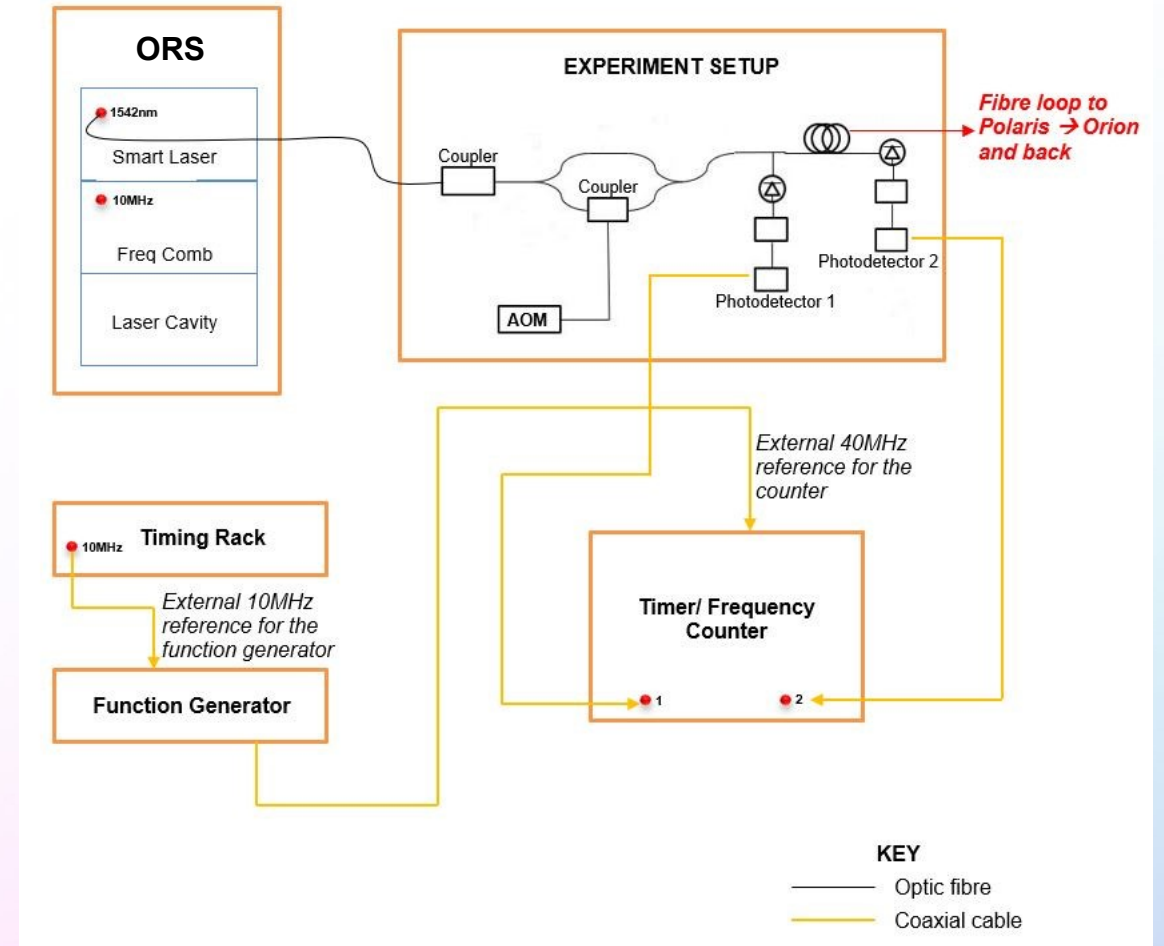 ORS
1542nm
Smart Laser
10MHz
Freq Comb
Laser Cavity
EXPERIMENT SETUP
Coupler
Coupler
AOM
Photodetector 1
Photodetector 2
Fibre loop to
Polaris → Orion
and back
External 40MHz
reference for the
counter
Timing Rack
10MHz
External 10MHz
reference for the
function generator
Function Generator
Timer/ Frequency
Counter
1
2
KEY
Optic fibre
Coaxial cable